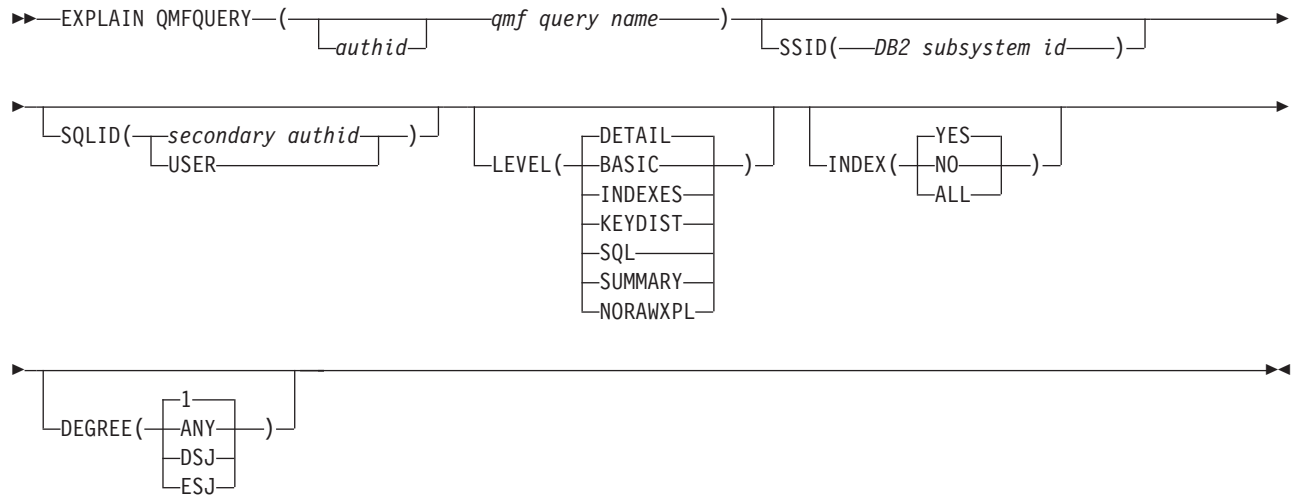 EXPLAIN QMFQUERY ( authid qmf query name ) SSID( DB2 subsystem id )
SQLID( secondary authid ) USER
LEVEL( DETAIL
BASIC )
INDEXES
KEYDIST
SQL
SUMMARY
NORAWXPL
INDEX( YES
NO )
ALL
DEGREE( 1
ANY )
DSJ
ESJ